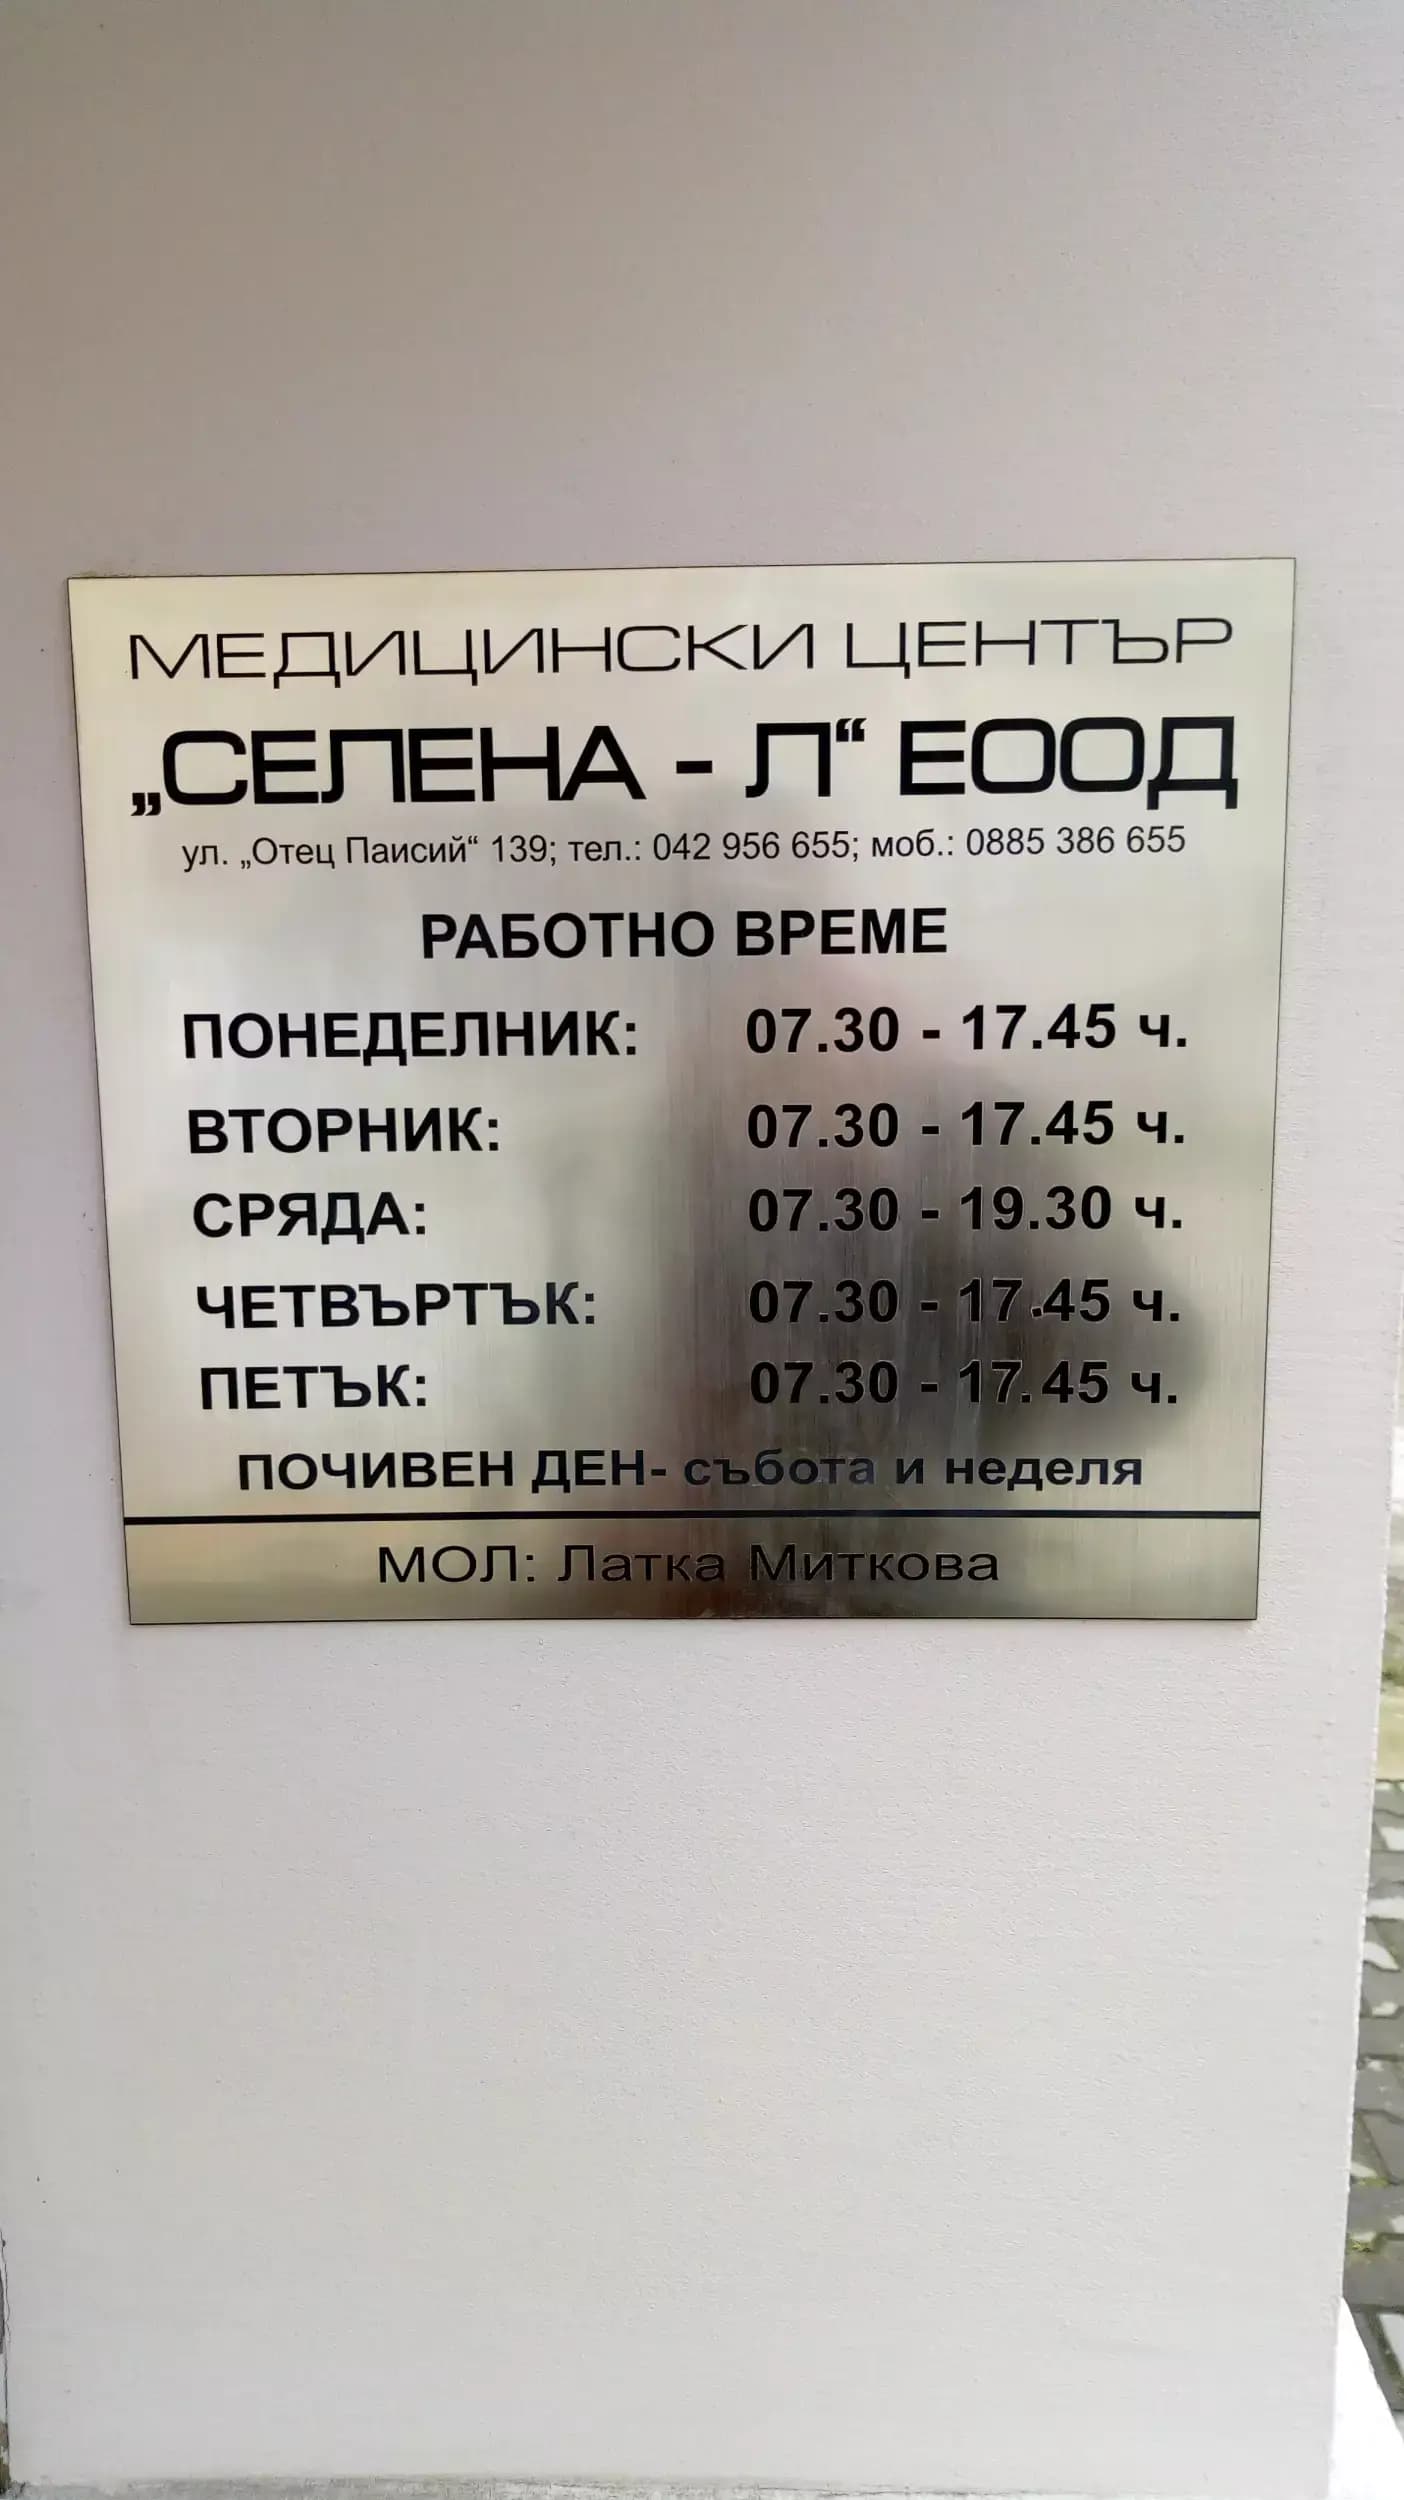 МЕДИЦИНСКИ ЦЕНТЪР
„СЕЛЕНА - Л“ ЕООД
ул. „Отец Паисий“ 139; тел.: 042 956 655; моб.: 0885 386 655
РАБОТНО ВРЕМЕ
ПОНЕДЕЛНИК: 07.30 - 17.45 ч.
ВТОРНИК: 07.30 - 17.45 ч.
СРЯДА: 07.30 - 19.30 ч.
ЧЕТВЪРТЪК: 07.30 - 17.45 ч.
ПЕТЪК: 07.30 - 17.45 ч.
ПОЧИВЕН ДЕН- събота и неделя
МОЛ: Латка Миткова